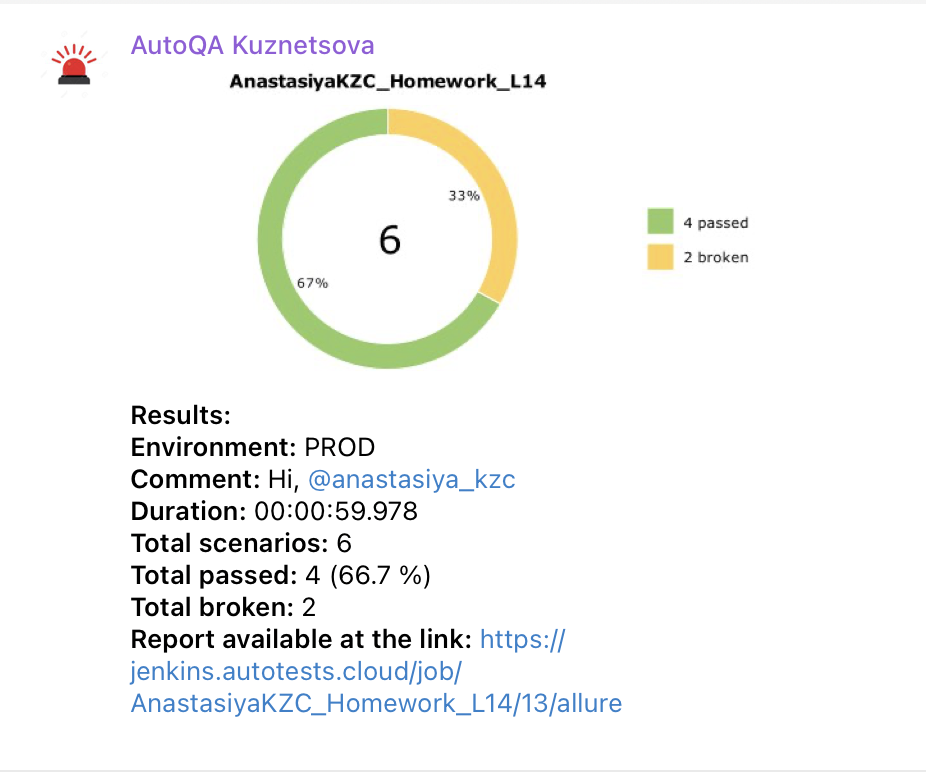 AutoQA Kuznetsova
AnastasiyaKZC_Homework_L14
33%
6
67%
4 passed
2 broken
Results:
Environment: PROD
Comment: Hi, @anastasiya_kzc
Duration: 00:00:59.978
Total scenarios: 6
Total passed: 4 (66.7 %)
Total broken: 2
Report available at the link: https://
jenkins.autotests.cloud/job/
AnastasiyaKZC_Homework_L14/13/allure